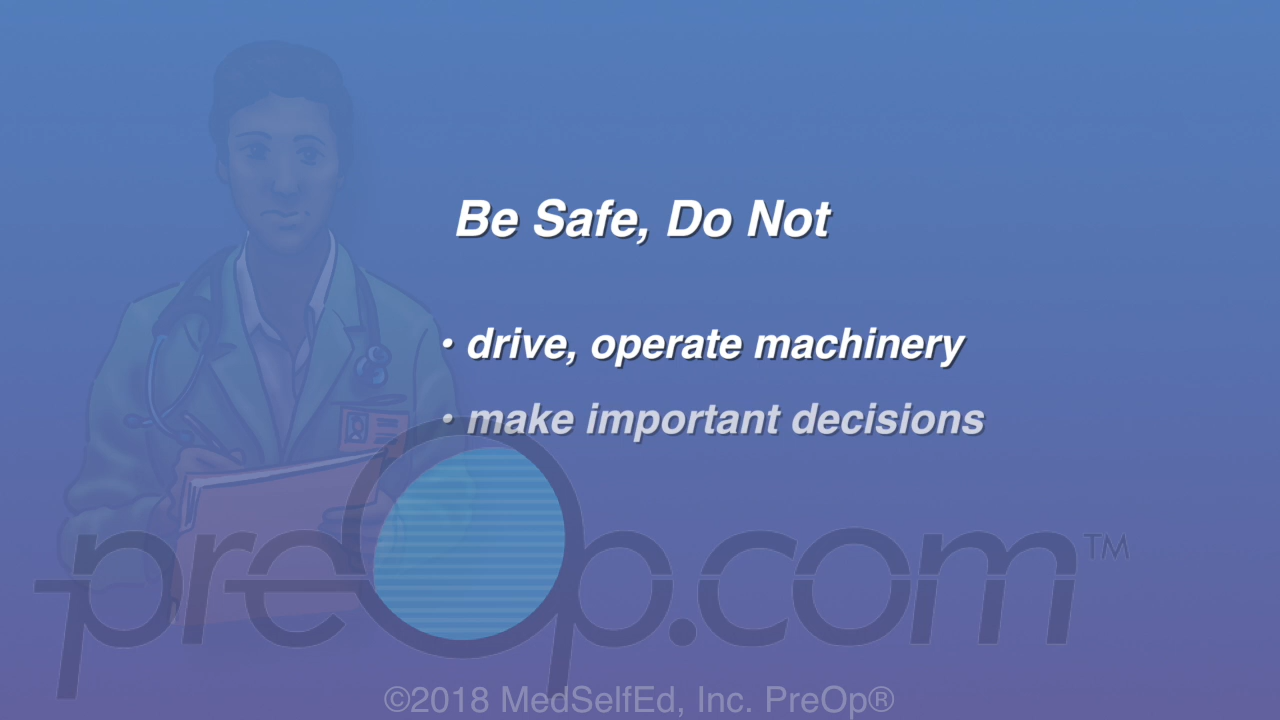 Be Safe, Do Not
• drive, operate machinery
• make important decisions
preOp.com™
©2018 MedSelfEd, Inc. PreOp®